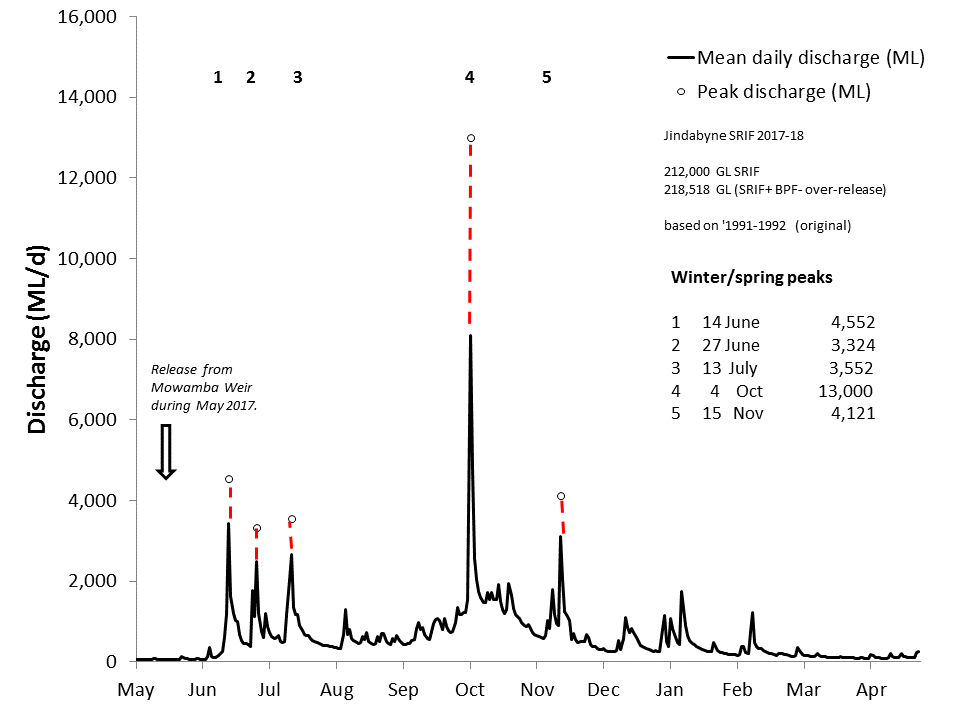 16,000
14,000
12,000
10,000
8,000
6,000
4,000
2,000
0
Discharge (ML/d)
1 2 3 4 5
Mean daily discharge (ML)
Peak discharge (ML)
Jindabyne SRIF 2017-18
212,000 GL SRIF
218,518 GL (SRIF+ BPF- over-release)
based on '1991-1992 (original)
Winter/spring peaks
1 14 June 4,552
2 27 June 3,324
3 13 July 3,552
4 4 Oct 13,000
5 15 Nov 4,121
Release from
Mowamba Weir
during May 2017.
May Jun Jul Aug Sep Oct Nov Dec Jan Feb Mar Apr